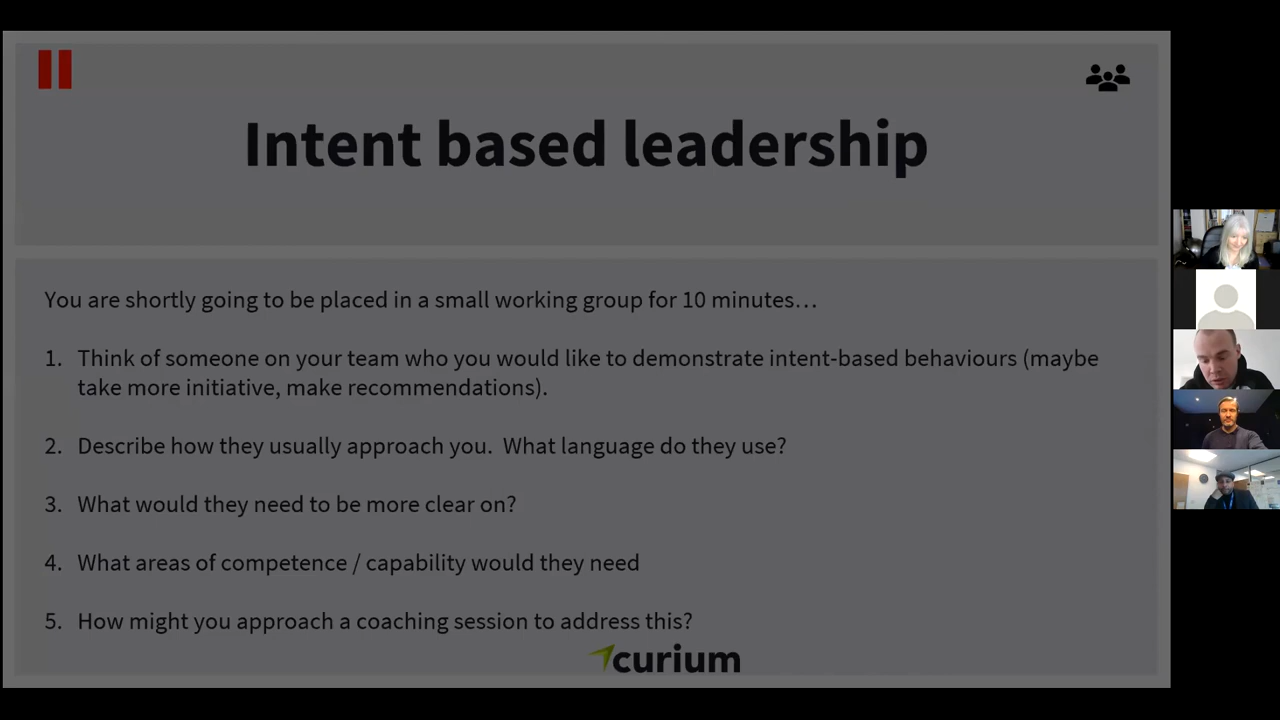 Intent based leadership
You are shortly going to be placed in a small working group for 10 minutes…
1. Think of someone on your team who you would like to demonstrate intent-based behaviours (maybe
take more initiative, make recommendations).
2. Describe how they usually approach you.  What language do they use?
3. What would they need to be more clear on?
4. What areas of competence / capability would they need
5. How might you approach a coaching session to address this?
curium